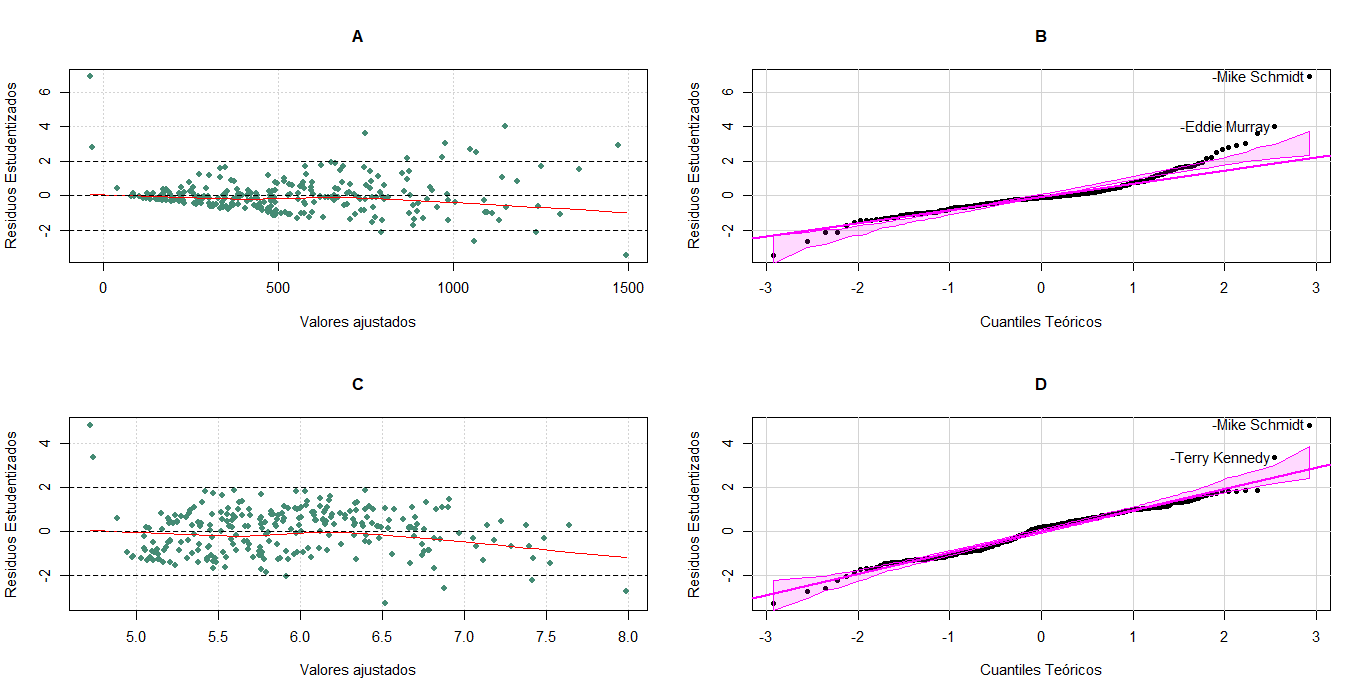 A
Residuos Estudentizados
6
4
2
0
-2
0
500
1000
1500
Valores ajustados
B
Residuos Estudentizados
6
4
2
0
-2
-Mike Schmidt
-Eddie Murray
-3
-2
-1
0
1
2
3
Cuantiles Teóricos
C
Residuos Estudentizados
4
2
0
-2
5.0
5.5
6.0
6.5
7.0
7.5
8.0
Valores ajustados
D
Residuos Estudentizados
4
2
0
-2
-Mike Schmidt
-Terry Kennedy
-3
-2
-1
0
1
2
3
Cuantiles Teóricos